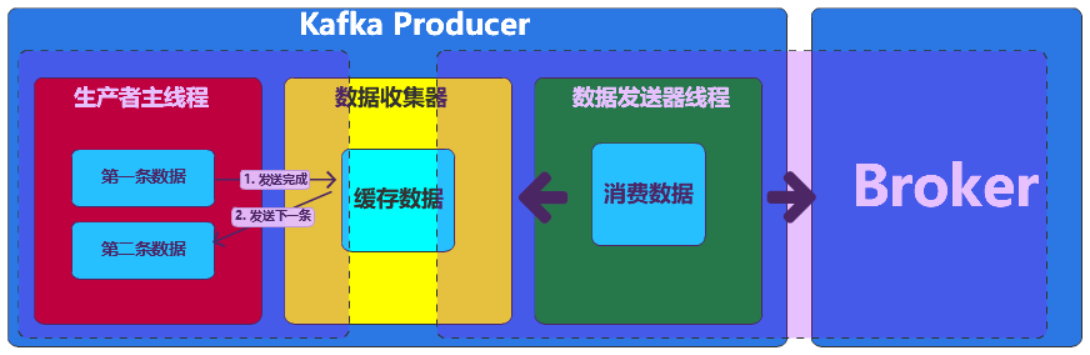 Kafka Producer
生产者主线程
第一条数据
第二条数据
1. 发送完成
2. 发送下一条
数据收集器
缓存数据
数据发送器线程
消费数据
Broker